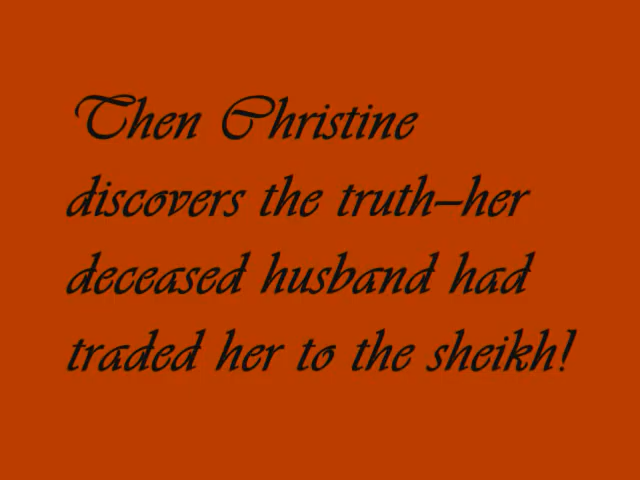 Then Christine
discovers the truth–her
deceased husband had
traded her to the sheikh!